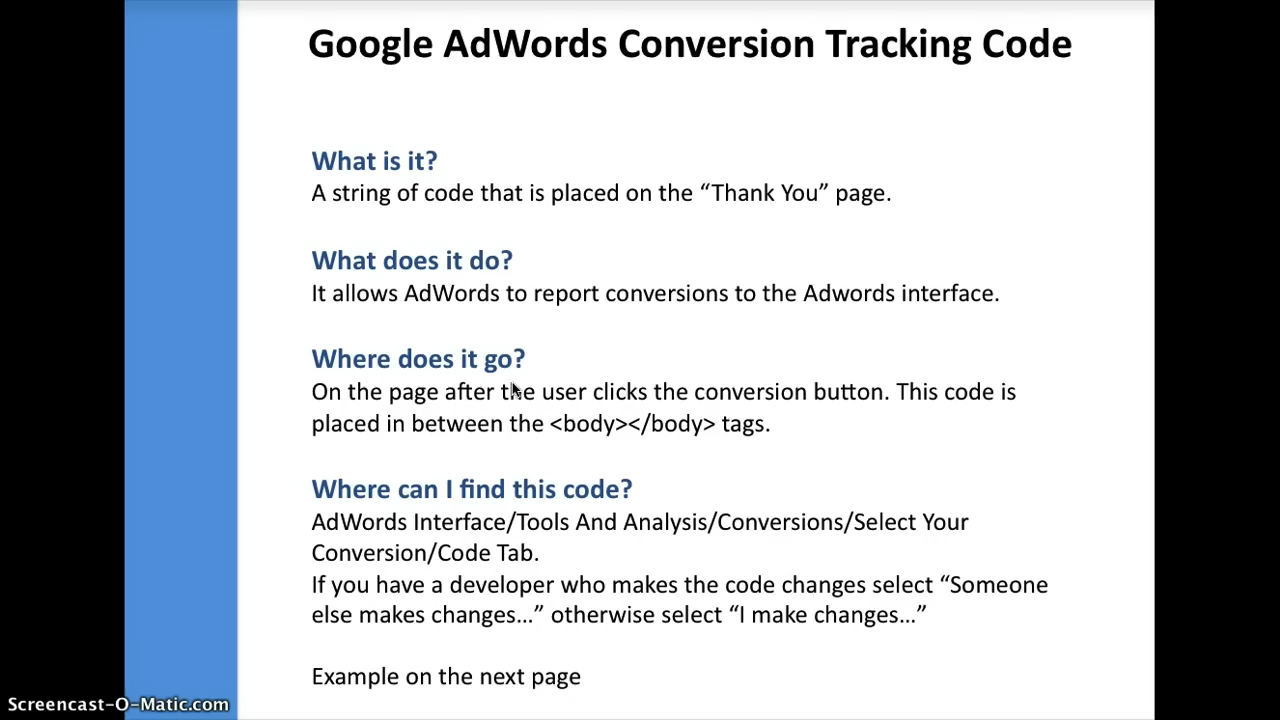 Google AdWords Conversion Tracking Code
What is it?
A string of code that is placed on the “Thank You” page.
What does it do?
It allows AdWords to report conversions to the Adwords interface.
Where does it go?
On the page after the user clicks the conversion button. This code is
placed in between the <body></body> tags.
Where can I find this code?
AdWords Interface/Tools And Analysis/Conversions/Select Your
Conversion/Code Tab.
If you have a developer who makes the code changes select “Someone
else makes changes…” otherwise select “I make changes…”
Example on the next page
Screencast-O-Matic.com